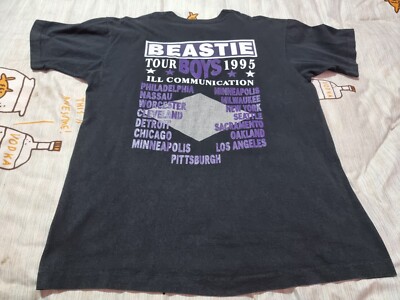 BEASTIE
TOUR BOYS 1995
★ ★ ILL COMMUNICATION ★ ★
PHILADELPHIA MINNEAPOLIS
NASSAU MILWAUKEE
WORCESTER NEW YORK
CLEVELAND SEATTLE
DETROIT SACRAMENTO
CHICAGO OAKLAND
MINNEAPOLIS LOS ANGELES
PITTSBURGH
VODKA